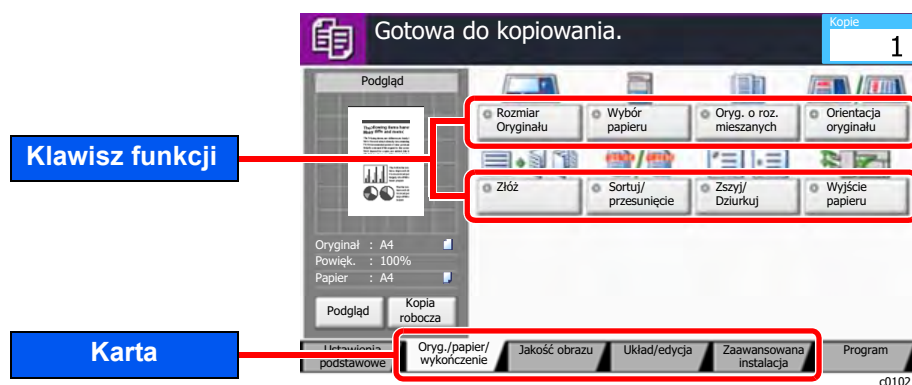 Gotowa do kopiowania.
Kopie
1
Podgląd
Rozmiar
Oryginału
Wybór
papieru
Oryg. o roz.
mieszanych
Orientacja
oryginału
Klawisz funkcji
Złóż
Sortuj/
przesunięcie
Zszyj/
Dziurkuj
Wyjście
papieru
Oryginał : A4
Powięk. : 100%
Papier : A4
Podgląd
Kopia
robocza
Karta
Ustawienia
podstawowe
Oryg./papier/
wykończenie
Jakość obrazu
Układ/edycja
Zaawansowana
instalacja
Program
c0102